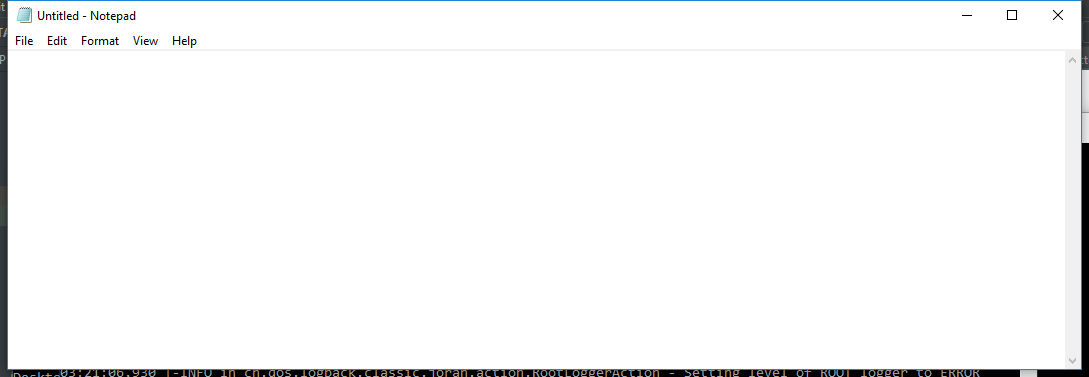 Untitled - Notepad
File Edit Format View Help
03:21:06,930 |-INFO in ch.qos.logback.classic.joran.action.RootLoggerAction - Setting level of ROOT logger to ERROR